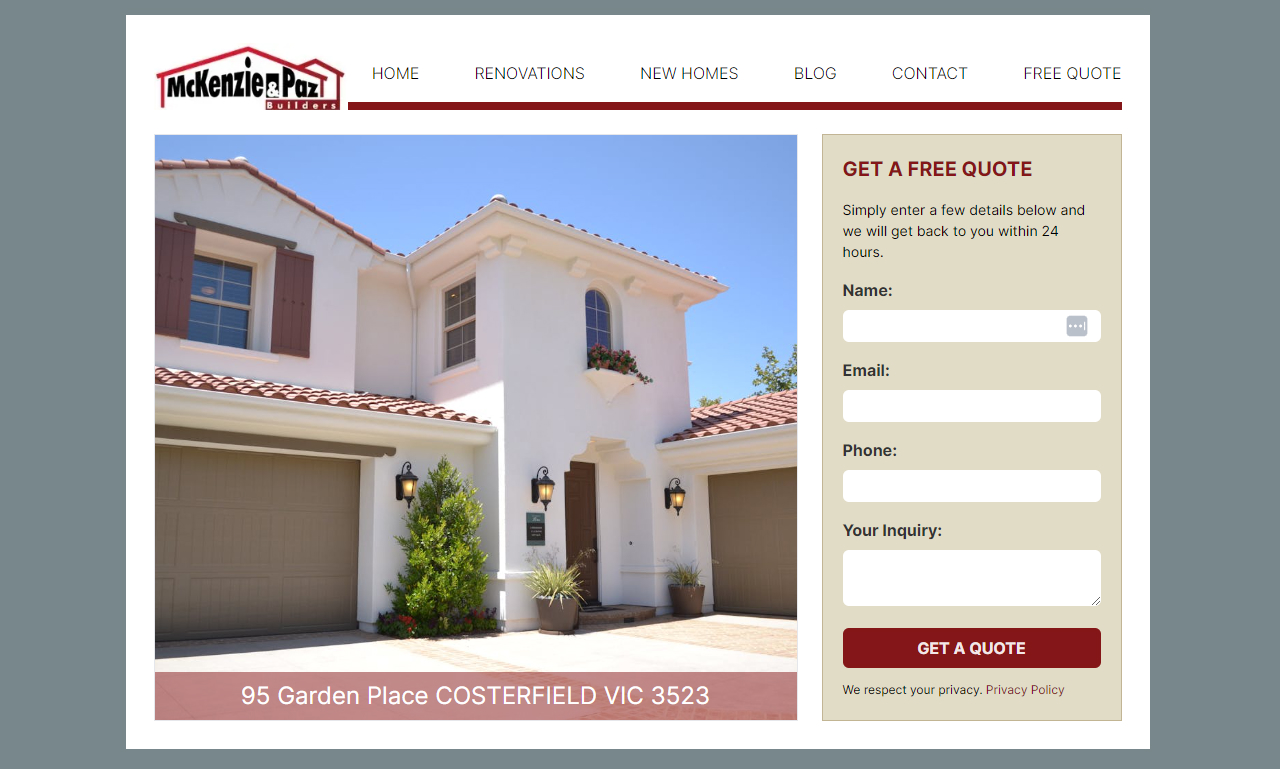 McKenzie & Paz
Builders
HOME RENOVATIONS NEW HOMES BLOG CONTACT FREE QUOTE
95 Garden Place COSTERFIELD VIC 3523
GET A FREE QUOTE
Simply enter a few details below and
we will get back to you within 24
hours.
Name:
Email:
Phone:
Your Inquiry:
GET A QUOTE
We respect your privacy. Privacy Policy